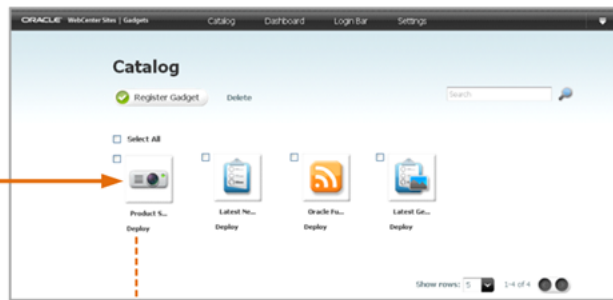 ORACLE WebCenter Sites | Gadgets Catalog Dashboard Login Bar Settings
Catalog
Register Gadget Delete
Search
Select All
Product S... Latest Ne... Oracle Fu... Latest Ge...
Deploy Deploy Deploy Deploy
Show rows: 5 1-4 of 4